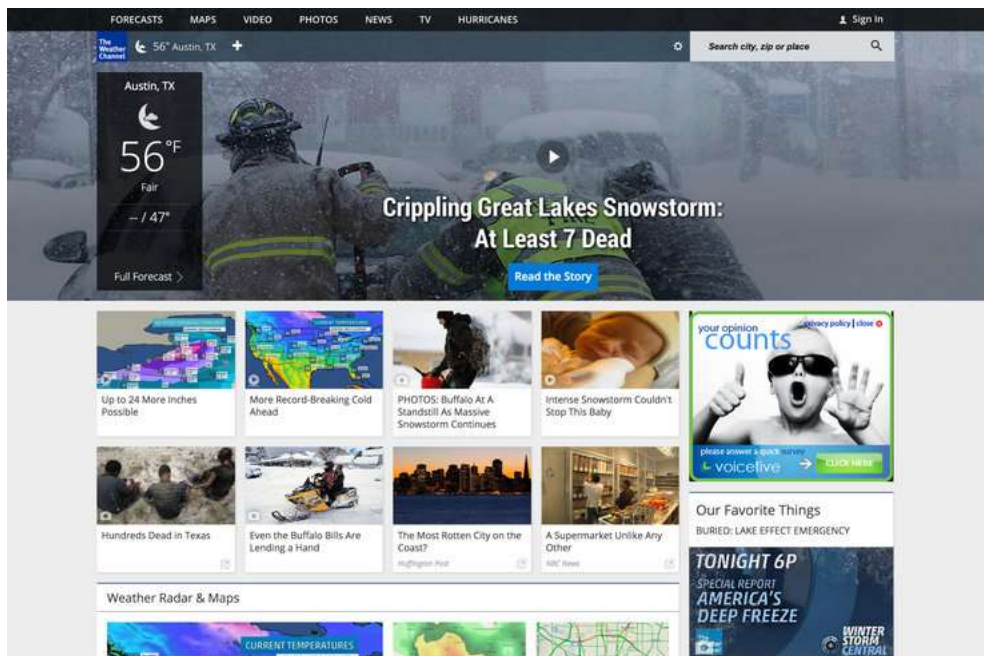 FORECASTS MAPS VIDEO PHOTOS NEWS TV HURRICANES Sign In
The
Weather
Channel
56° Austin, TX
Search city, zip or place
Austin, TX
56°F
Fair
-- / 47°
Full Forecast
Crippling Great Lakes Snowstorm:
At Least 7 Dead
Read the Story
Up to 24 More Inches
Possible
CURRENT TEMPERATURES
More Record-Breaking Cold
Ahead
PHOTOS: Buffalo At A
Standstill As Massive
Snowstorm Continues
Intense Snowstorm Couldn't
Stop This Baby
privacy policy | close
your opinion
counts
please answer a quick survey
voicefive
CLICK HERE
Hundreds Dead in Texas
Even the Buffalo Bills Are
Lending a Hand
The Most Rotten City on the
Coast?
Huffington Post
A Supermarket Unlike Any
Other
NBC News
Our Favorite Things
BURIED: LAKE EFFECT EMERGENCY
TONIGHT 6P
SPECIAL REPORT
AMERICA'S
DEEP FREEZE
WINTER
STORM
CENTRAL
Weather Radar & Maps
CURRENT TEMPERATURES